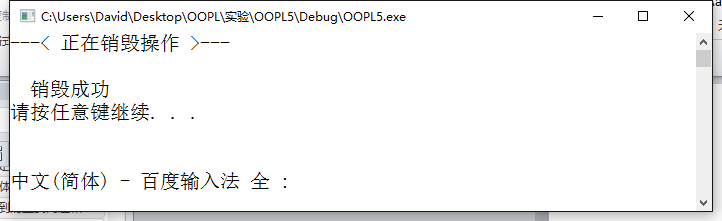 C:\Users\David\Desktop\OOPL\实验\OOPL5\Debug\OOPL5.exe
---< 正在销毁操作 >---
销毁成功
请按任意键继续. . .
中文(简体) - 百度输入法 全 :